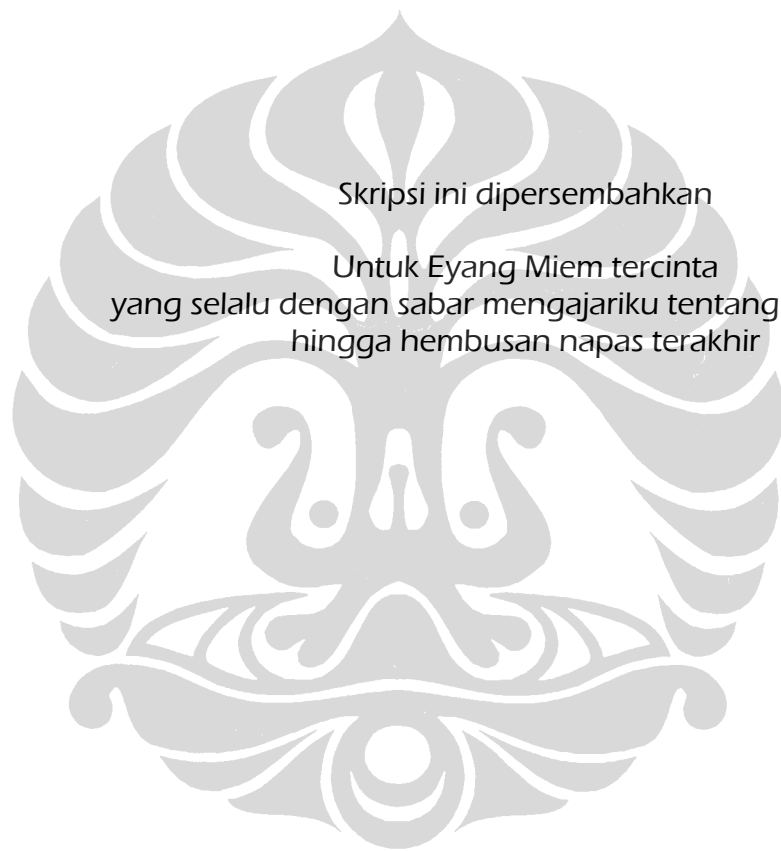 Skripsi ini dipersembahkan
Untuk Eyang Miem tercinta
yang selalu dengan sabar mengajariku tentang
hingga hembusan napas terakhir